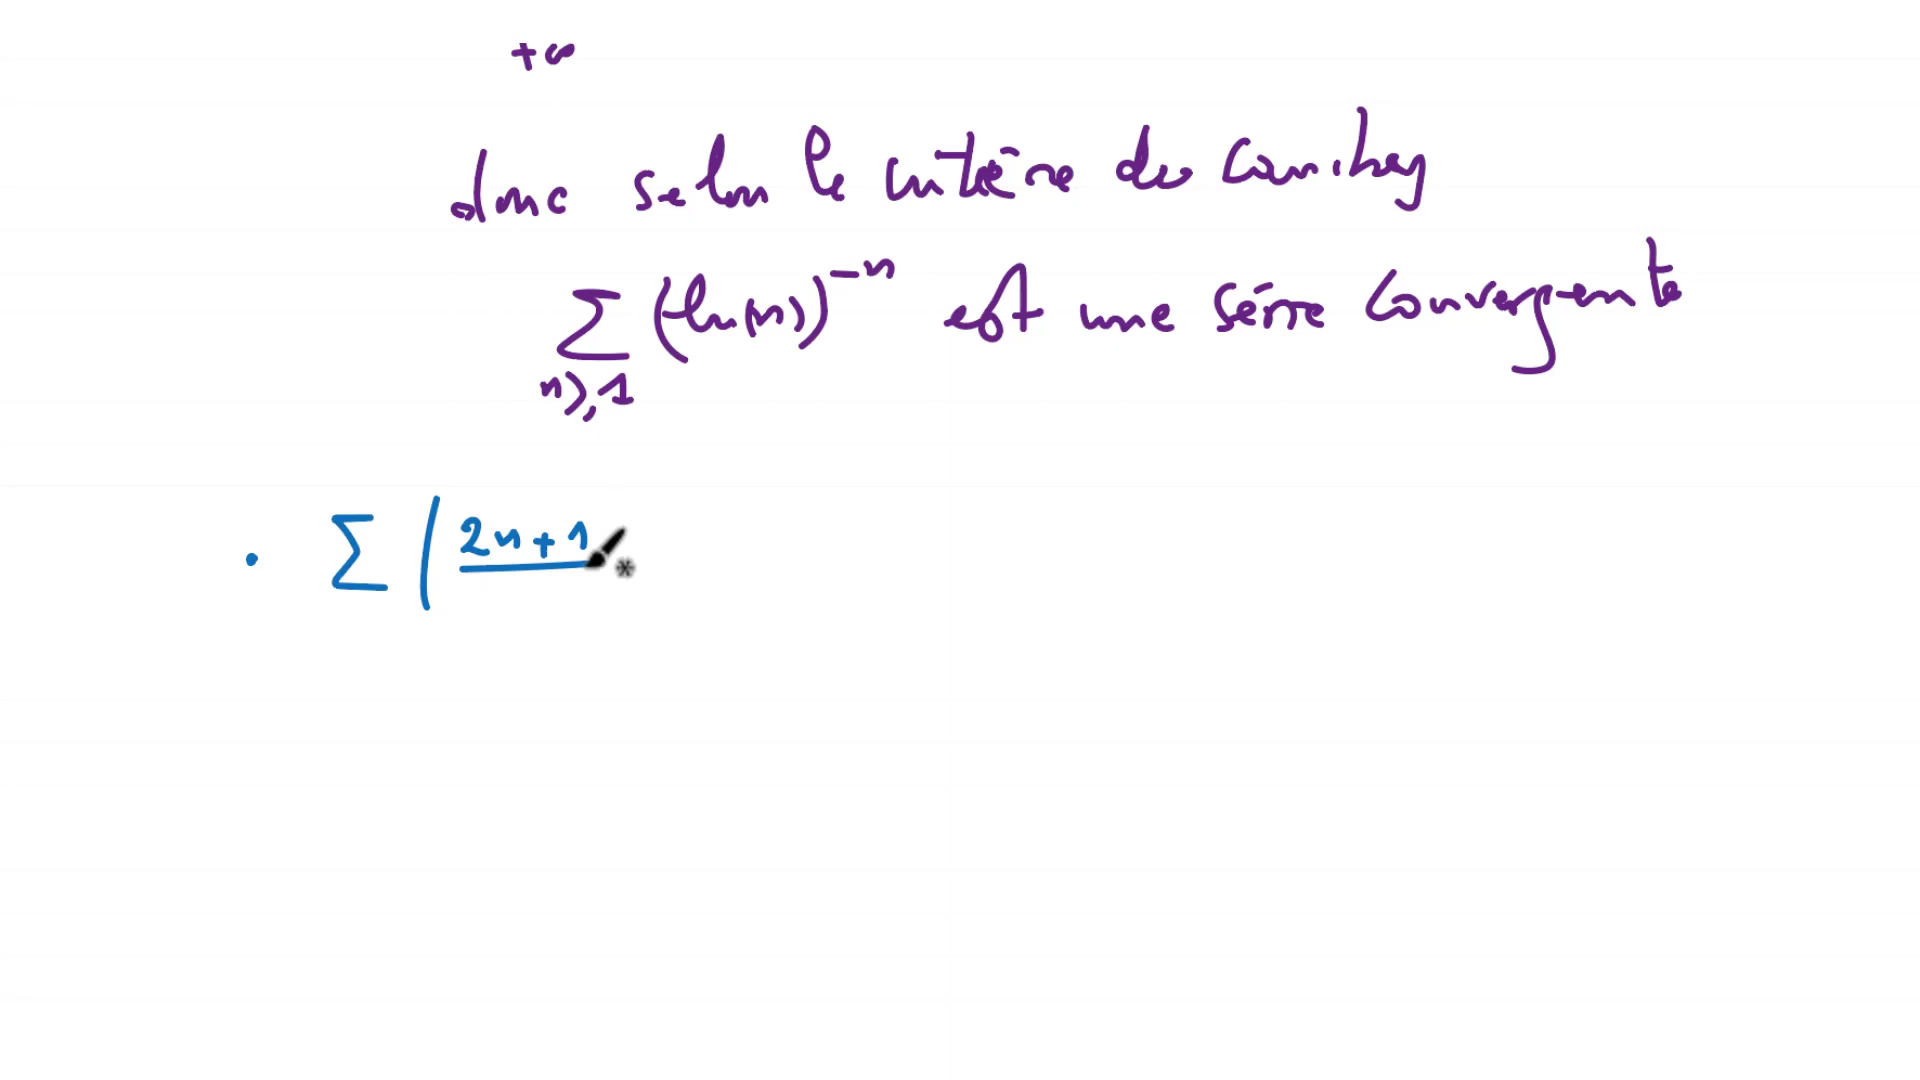 +∞
donc selon le critère de Cauchy
∑ (ln(n))^{-n} est une série convergente
n⩾1
• ∑ ( 2n+1